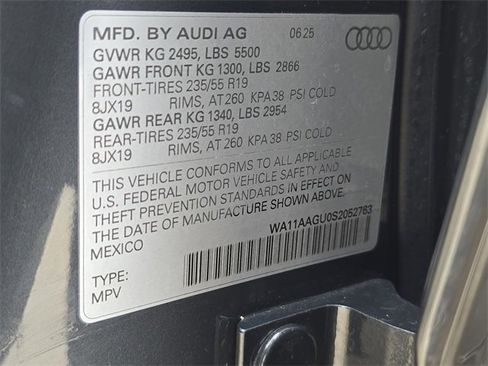 MFD. BY AUDI AG 06 25
GVWR KG 2495, LBS 5500
GAWR FRONT KG 1300, LBS 2866
FRONT-TIRES 235/55 R19
8JX19 RIMS, AT 260 KPA 38 PSI COLD
GAWR REAR KG 1340, LBS 2954
REAR-TIRES 235/55 R19
8JX19 RIMS, AT 260 KPA 38 PSI COLD
THIS VEHICLE CONFORMS TO ALL APPLICABLE
U.S. FEDERAL MOTOR VEHICLE SAFETY AND
THEFT PREVENTION STANDARDS IN EFFECT ON
THE DATE OF MANUFACTURE SHOWN ABOVE.
MEXICO
WA11AAGU0S2052763
TYPE:
MPV